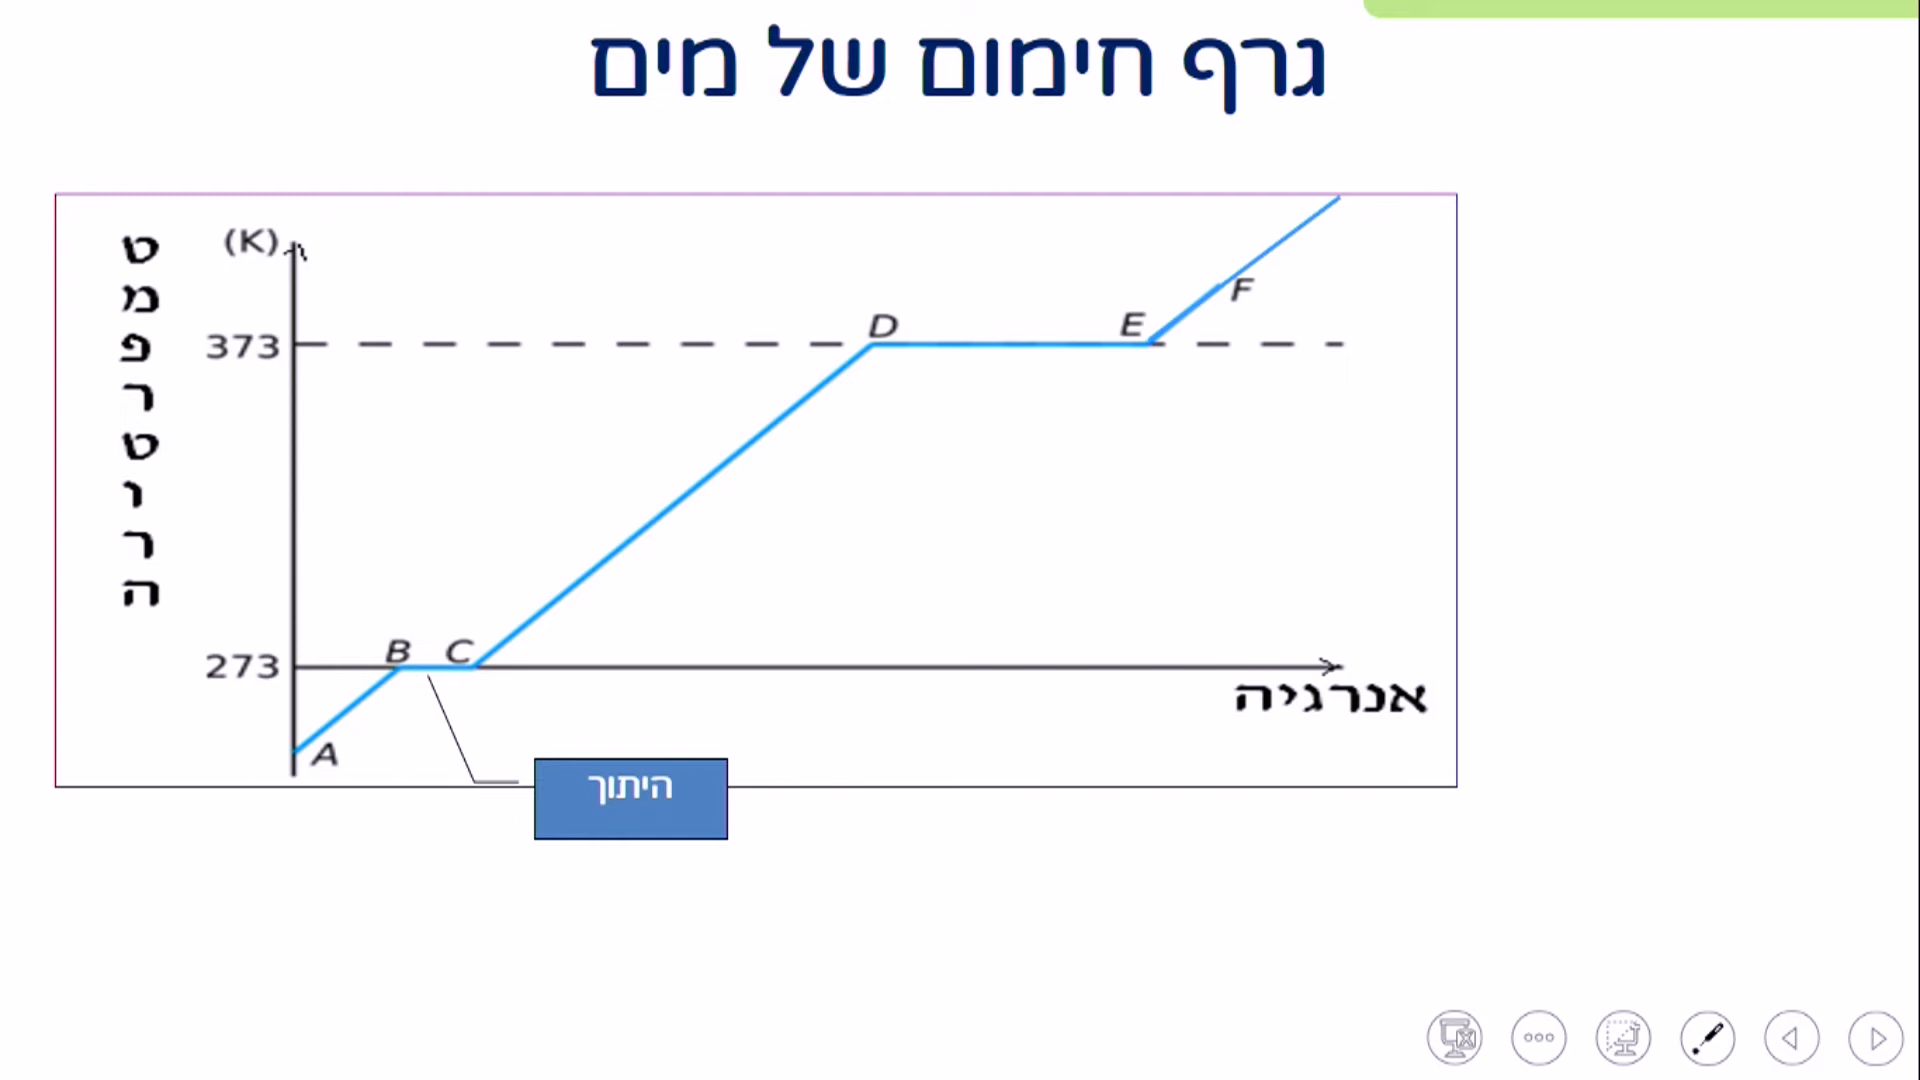 גרף חימום של מים
טמפרטורה
(K)
F
E
D
373
B
C
273
אנרגיה
A
היתוך